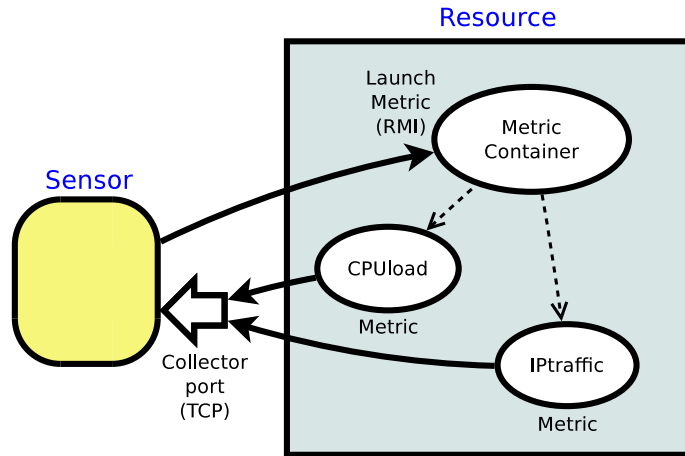 Resource
Launch
Metric
(RMI)
Metric
Container
Sensor
CPUload
Metric
Collector
port
(TCP)
IPtraffic
Metric